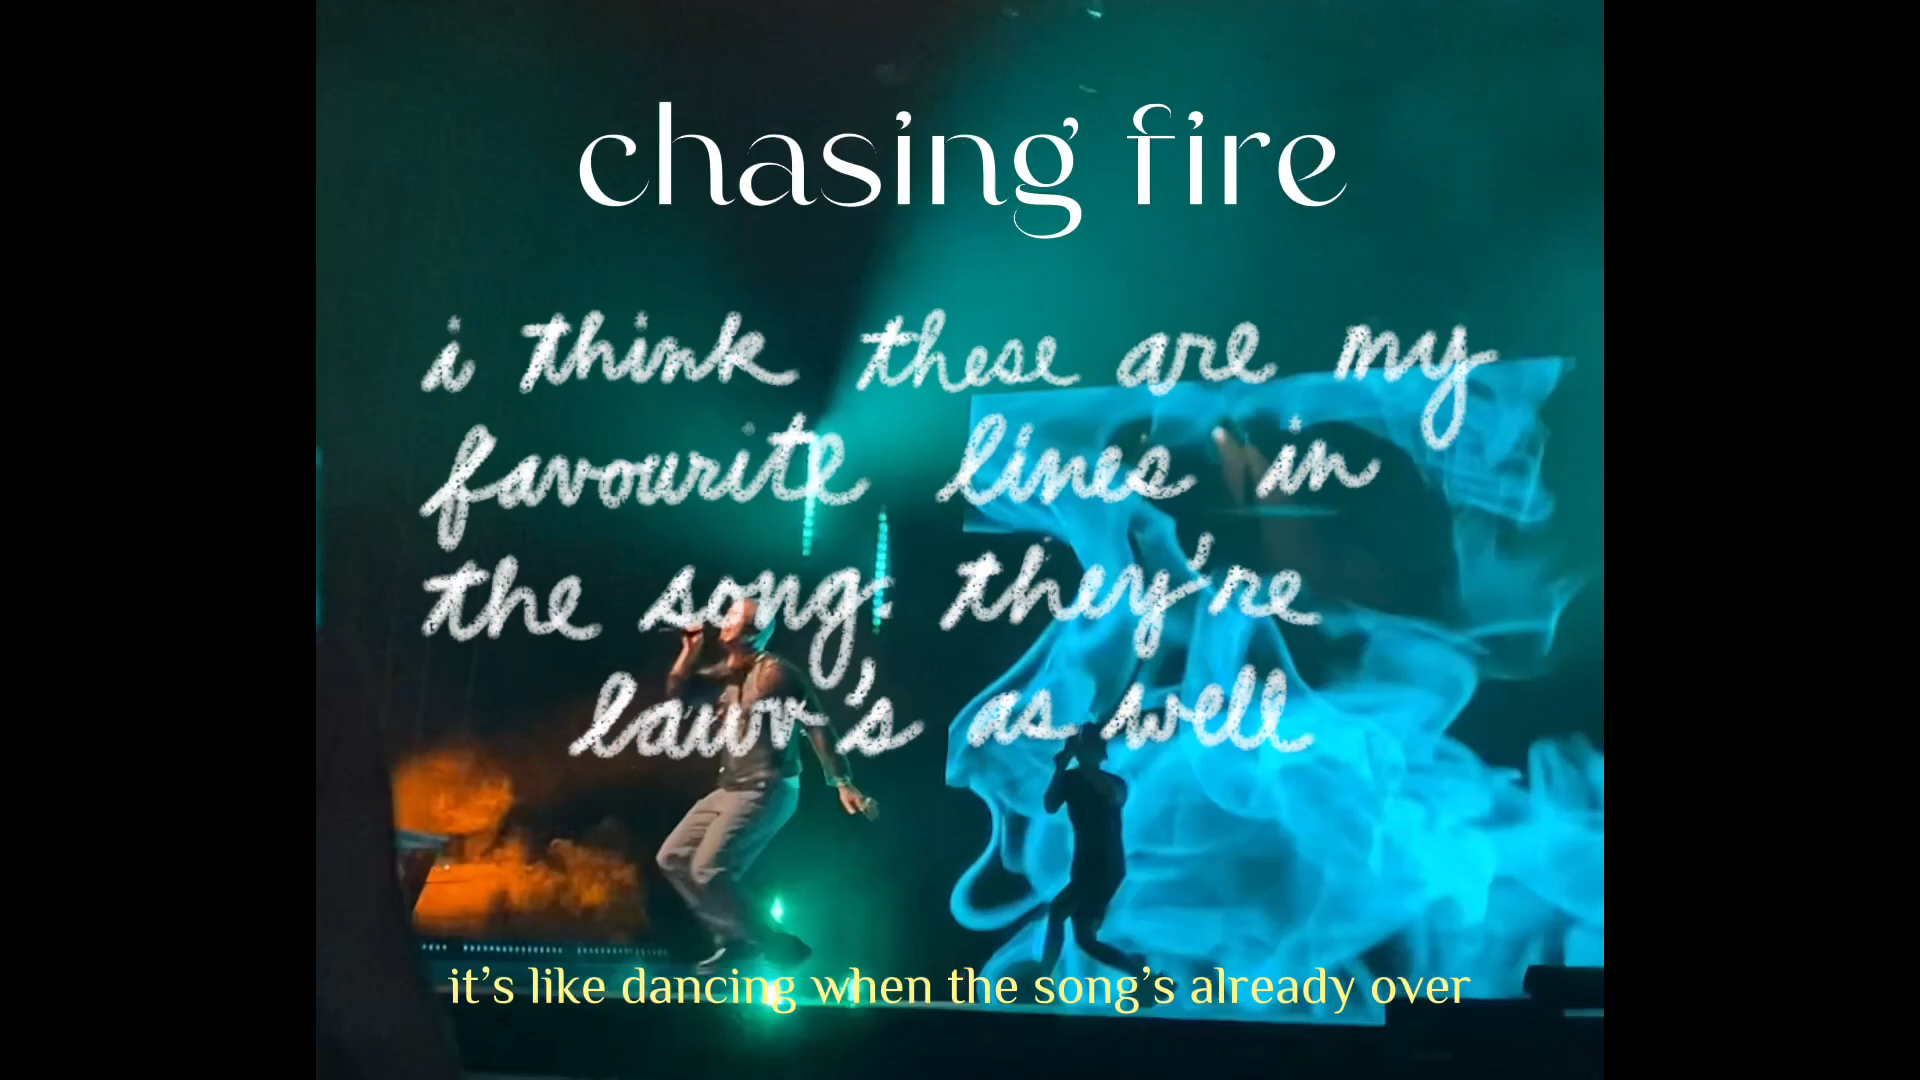 chasing fire
i think these are my
favourite lines in
the song. they're
lauv's as well
it's like dancing when the song's already over